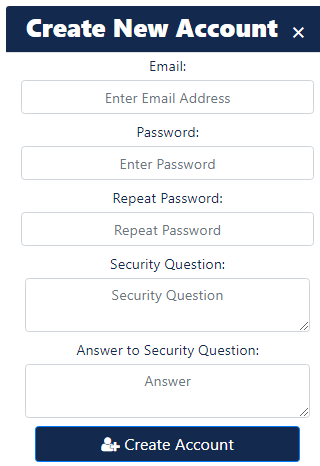 Create New Account ×
Email:
Enter Email Address
Password:
Enter Password
Repeat Password:
Repeat Password
Security Question:
Security Question
Answer to Security Question:
Answer
Create Account